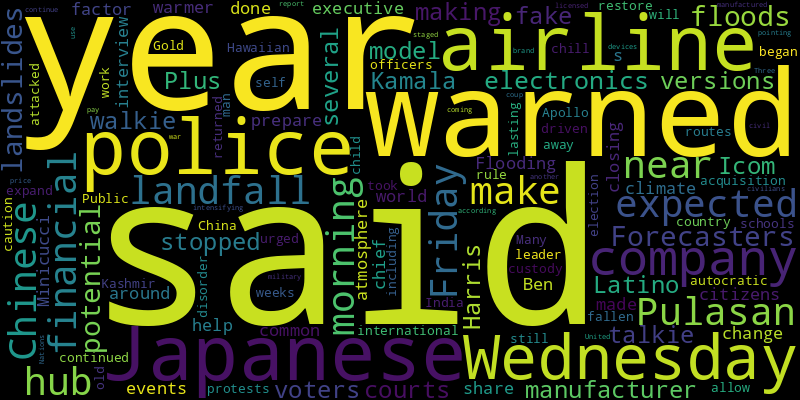 year
said
warned
airline
police
Japanese
Wednesday
company
landfall
make
Friday
morning
Chinese
financial
potential
hub
near
expected
Forecasters
Pulasan
Icom
Latino
talkie
manufacturer
voters
courts
electronics
versions
floods
fake
making
model
Kamala
Harris
Plus
walkie
landslides
Minicucci
stopped
several
interview
factor
warmer
done
executive
restore
will
s
began
Gold
Hawaiian
self
officers
staged
report
licensed
manufactured
continue
use
attacked
work
man
returned
prepare
pay
war
child
coming
brand
chill
devices
pointing
Three
coup
lasting
Apollo
driven
away
routes
civil
closing
Flooding
rule
climate
acquisition
country
schools
civilians
another
according
took
world
atmosphere
chief
including
urged
Public
China
intensifying
Kashmir
around
disorder
weeks
military
India
custody
leader
Many
Ben
election
autocratic
citizens
made
fallen
change
United
still
international
common
help
continued
old
Nations
events
protests
share
allow
caution
expand
price